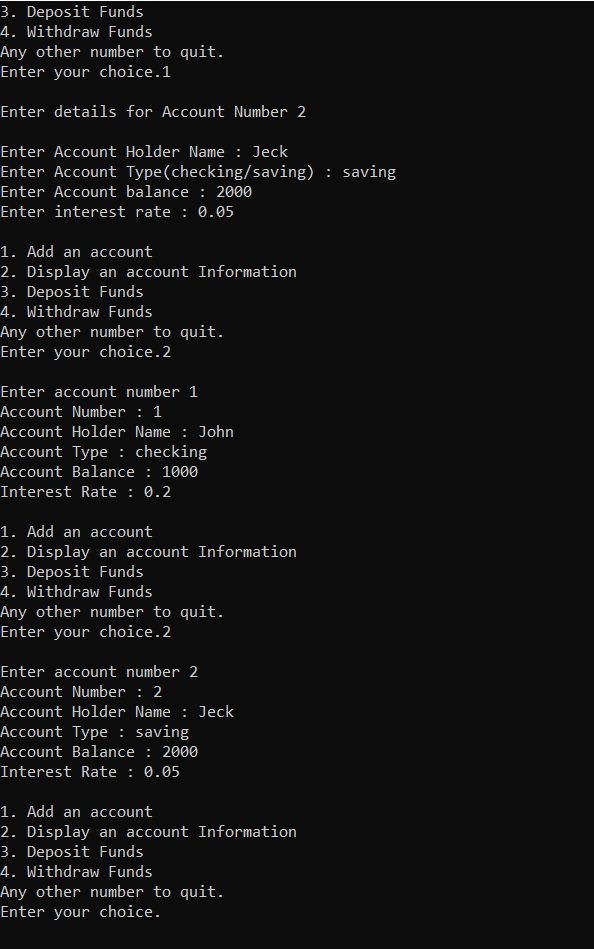 3. Deposit Funds
4. Withdraw Funds
Any other number to quit.
Enter your choice.1
Enter details for Account Number 2
Enter Account Holder Name : Jeck
Enter Account Type(checking/saving) : saving
Enter Account balance : 2000
Enter interest rate : 0.05
1. Add an account
2. Display an account Information
3. Deposit Funds
4. Withdraw Funds
Any other number to quit.
Enter your choice.2
Enter account number 1
Account Number : 1
Account Holder Name : John
Account Type : checking
Account Balance : 1000
Interest Rate : 0.2
1. Add an account
2. Display an account Information
3. Deposit Funds
4. Withdraw Funds
Any other number to quit.
Enter your choice.2
Enter account number 2
Account Number : 2
Account Holder Name : Jeck
Account Type : saving
Account Balance : 2000
Interest Rate : 0.05
1. Add an account
2. Display an account Information
3. Deposit Funds
4. Withdraw Funds
Any other number to quit.
Enter your choice.